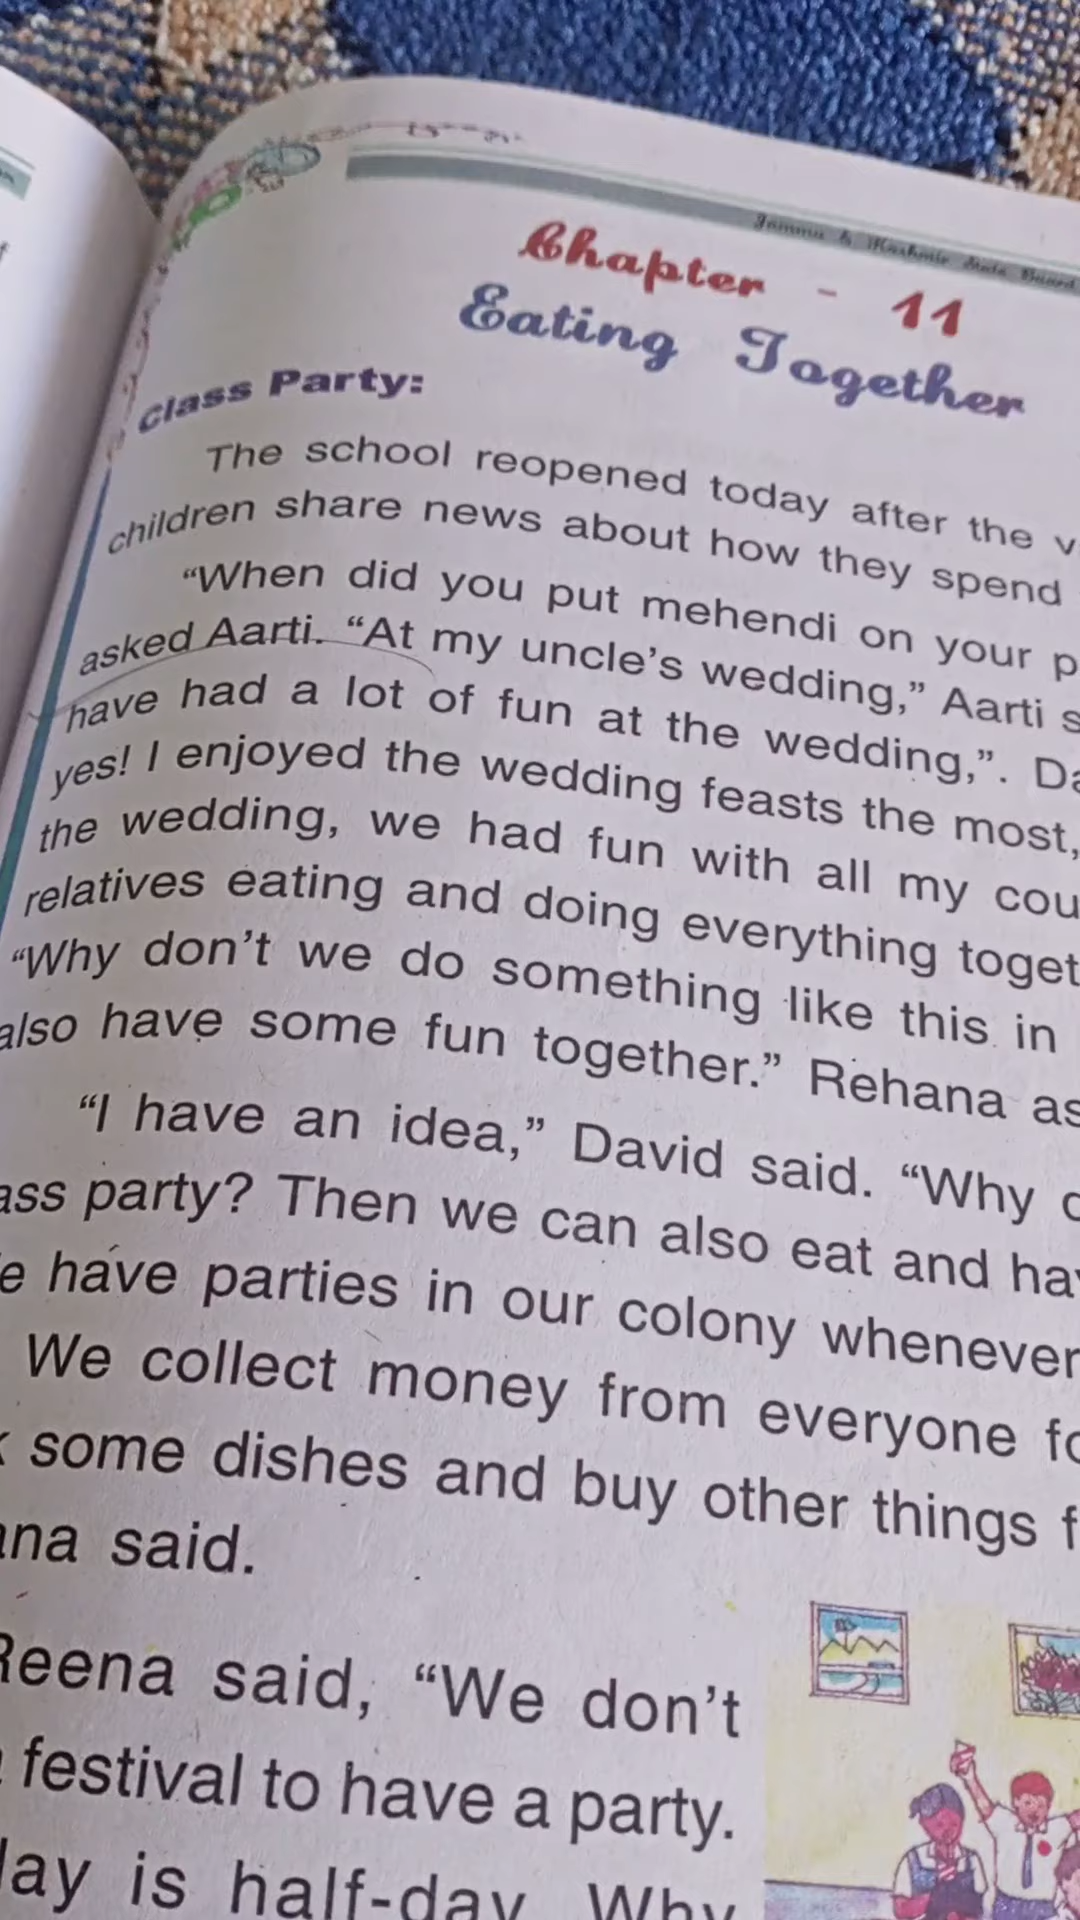 Jammu & Kashmir State Board
Chapter - 11
Eating Together
Class Party:
The school reopened today after the
children share news about how they spend
“When did you put mehendi on your
asked Aarti. “At my uncle’s wedding,” Aarti
have had a lot of fun at the wedding,”.
yes! I enjoyed the wedding feasts the most,
the wedding, we had fun with all my
relatives eating and doing everything
“Why don’t we do something like this in
also have some fun together.” Rehana
“I have an idea,” David said. “Why
party? Then we can also eat and
have parties in our colony whenever
We collect money from everyone
some dishes and buy other things
said.
Reena said, “We don’t
festival to have a party.
is half-day. Why